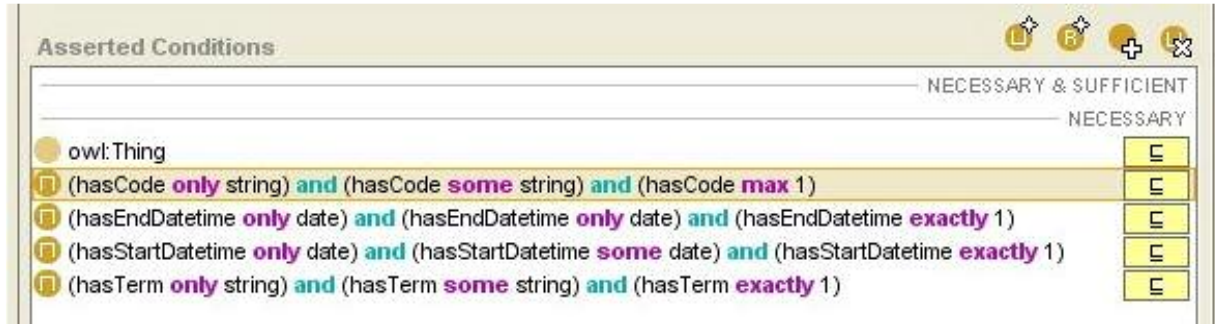 Asserted Conditions
NECESSARY & SUFFICIENT
NECESSARY
owl:Thing
(hasCode only string) and (hasCode some string) and (hasCode max 1)
(hasEndDatetime only date) and (hasEndDatetime only date) and (hasEndDatetime exactly 1)
(hasStartDatetime only date) and (hasStartDatetime some date) and (hasStartDatetime exactly 1)
(hasTerm only string) and (hasTerm some string) and (hasTerm exactly 1)